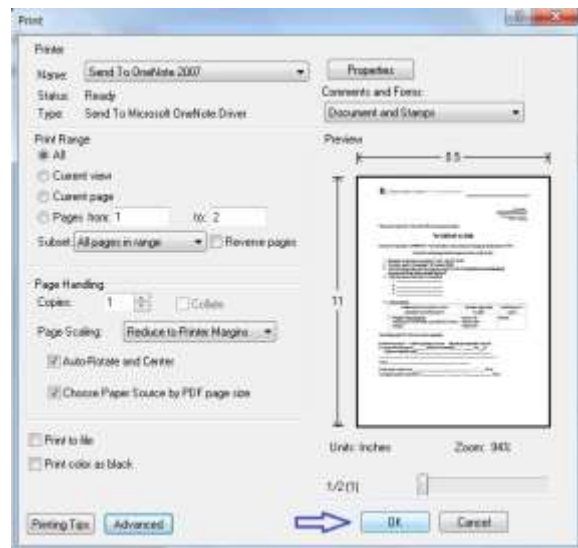 Print
Printer
Name: Send To OneNote 2007 Properties
Status: Ready Comments and Forms:
Type: Send To Microsoft OneNote Driver Document and Stamps
Print Range Preview
All 8.5
Current view
Current page
Pages from: 1 to: 2
Subset: All pages in range Reverse pages
Page Handling
Copies: 1 Collate 11
Page Scaling: Reduce to Printer Margins
Auto-Rotate and Center
Choose Paper Source by PDF page size
Print to file Units: Inches Zoom: 94%
Print color as black
1/2 (1)
Printing Tips Advanced OK Cancel